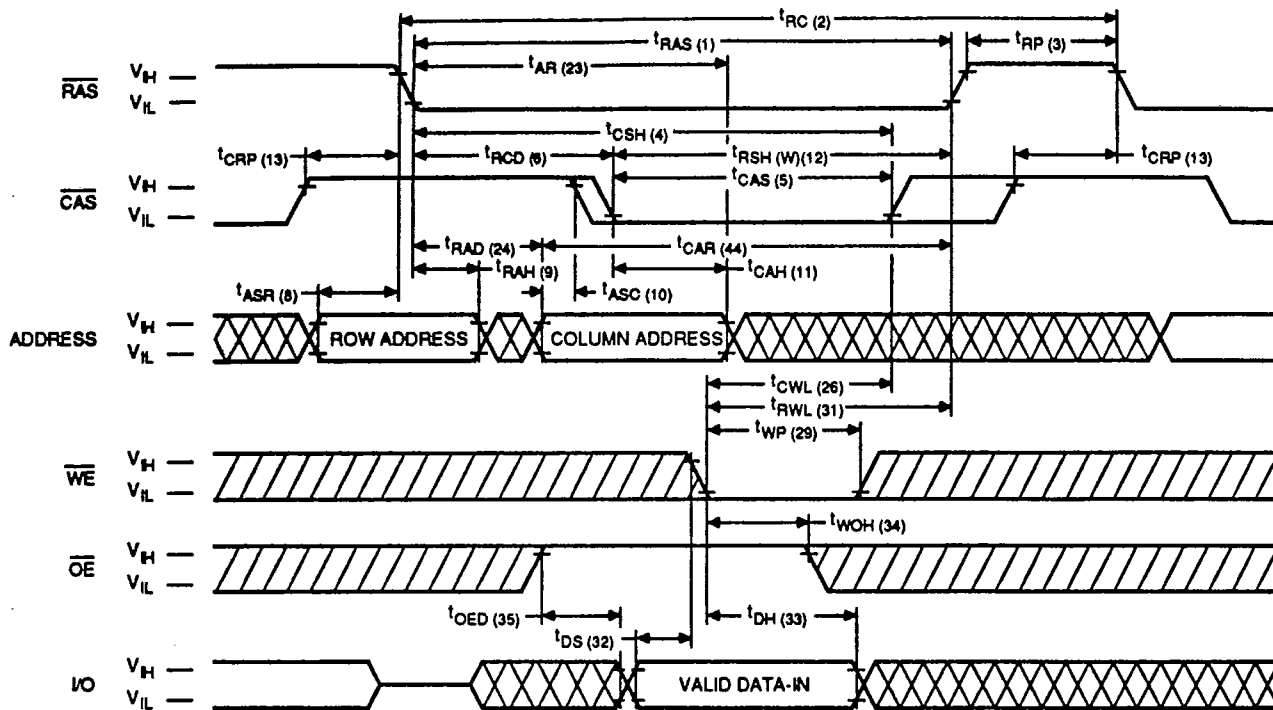 tRC (2)
tRAS (1)
tRP (3)
tAR (23)
RAS
VIH
VIL
tCSH (4)
tCRP (13)
tRCD (6)
tRSH (W)(12)
tCRP (13)
tCAS (5)
CAS
VIH
VIL
tRAD (24)
tCAR (44)
tRAH (9)
tCAH (11)
tASR (8)
tASC (10)
ADDRESS
VIH
VIL
ROW ADDRESS
COLUMN ADDRESS
tCWL (26)
tRWL (31)
tWP (29)
WE
VIH
VIL
tWOH (34)
OE
VIH
VIL
tOED (35)
tDH (33)
tDS (32)
I/O
VIH
VIL
VALID DATA-IN